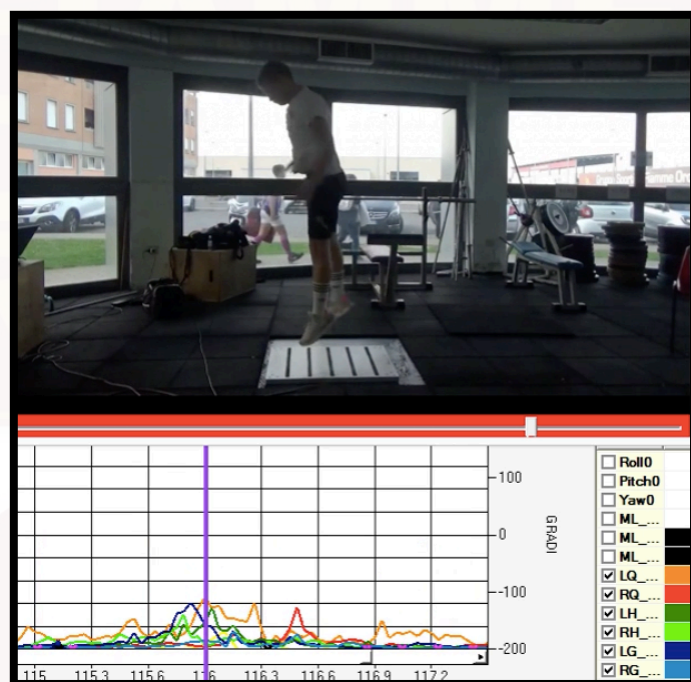 100
0
GRADI
-100
-200
115
115.3
115.6
116
116.3
116.6
116.9
117.2
Roll0
Pitch0
Yaw0
ML_...
ML_...
ML_...
LQ_...
RQ_...
LH_...
RH_...
LG_...
RG_...